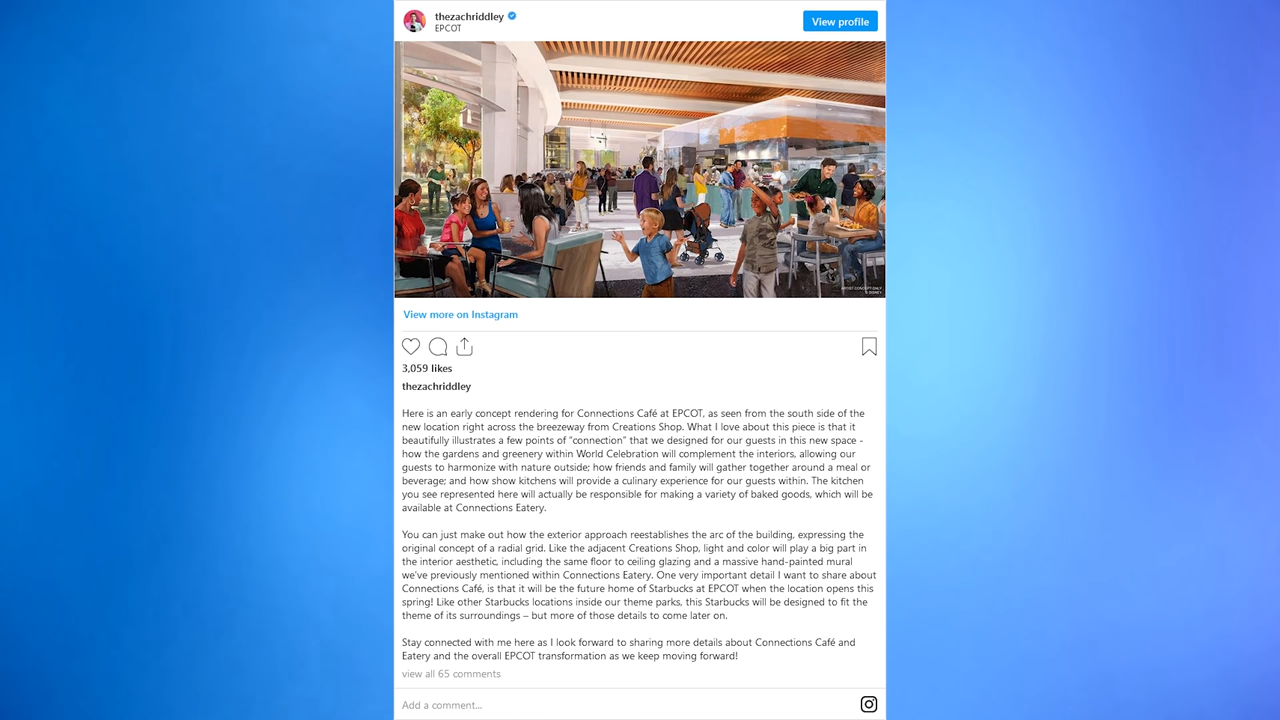 thezachriddley
EPCOT
View profile
ARTIST CONCEPT ONLY
© DISNEY
View more on Instagram
3,059 likes
thezachriddley
Here is an early concept rendering for Connections Café at EPCOT, as seen from the south side of the
new location right across the breezeway from Creations Shop. What I love about this piece is that it
beautifully illustrates a few points of “connection” that we designed for our guests in this new space -
how the gardens and greenery within World Celebration will complement the interiors, allowing our
guests to harmonize with nature outside; how friends and family will gather together around a meal or
beverage; and how show kitchens will provide a culinary experience for our guests within. The kitchen
you see represented here will actually be responsible for making a variety of baked goods, which will be
available at Connections Eatery.
You can just make out how the exterior approach reestablishes the arc of the building, expressing the
original concept of a radial grid. Like the adjacent Creations Shop, light and color will play a big part in
the interior aesthetic, including the same floor to ceiling glazing and a massive hand-painted mural
we've previously mentioned within Connections Eatery. One very important detail I want to share about
Connections Café, is that it will be the future home of Starbucks at EPCOT when the location opens this
spring! Like other Starbucks locations inside our theme parks, this Starbucks will be designed to fit the
theme of its surroundings – but more of those details to come later on.
Stay connected with me here as I look forward to sharing more details about Connections Café and
Eatery and the overall EPCOT transformation as we keep moving forward!
view all 65 comments
Add a comment...